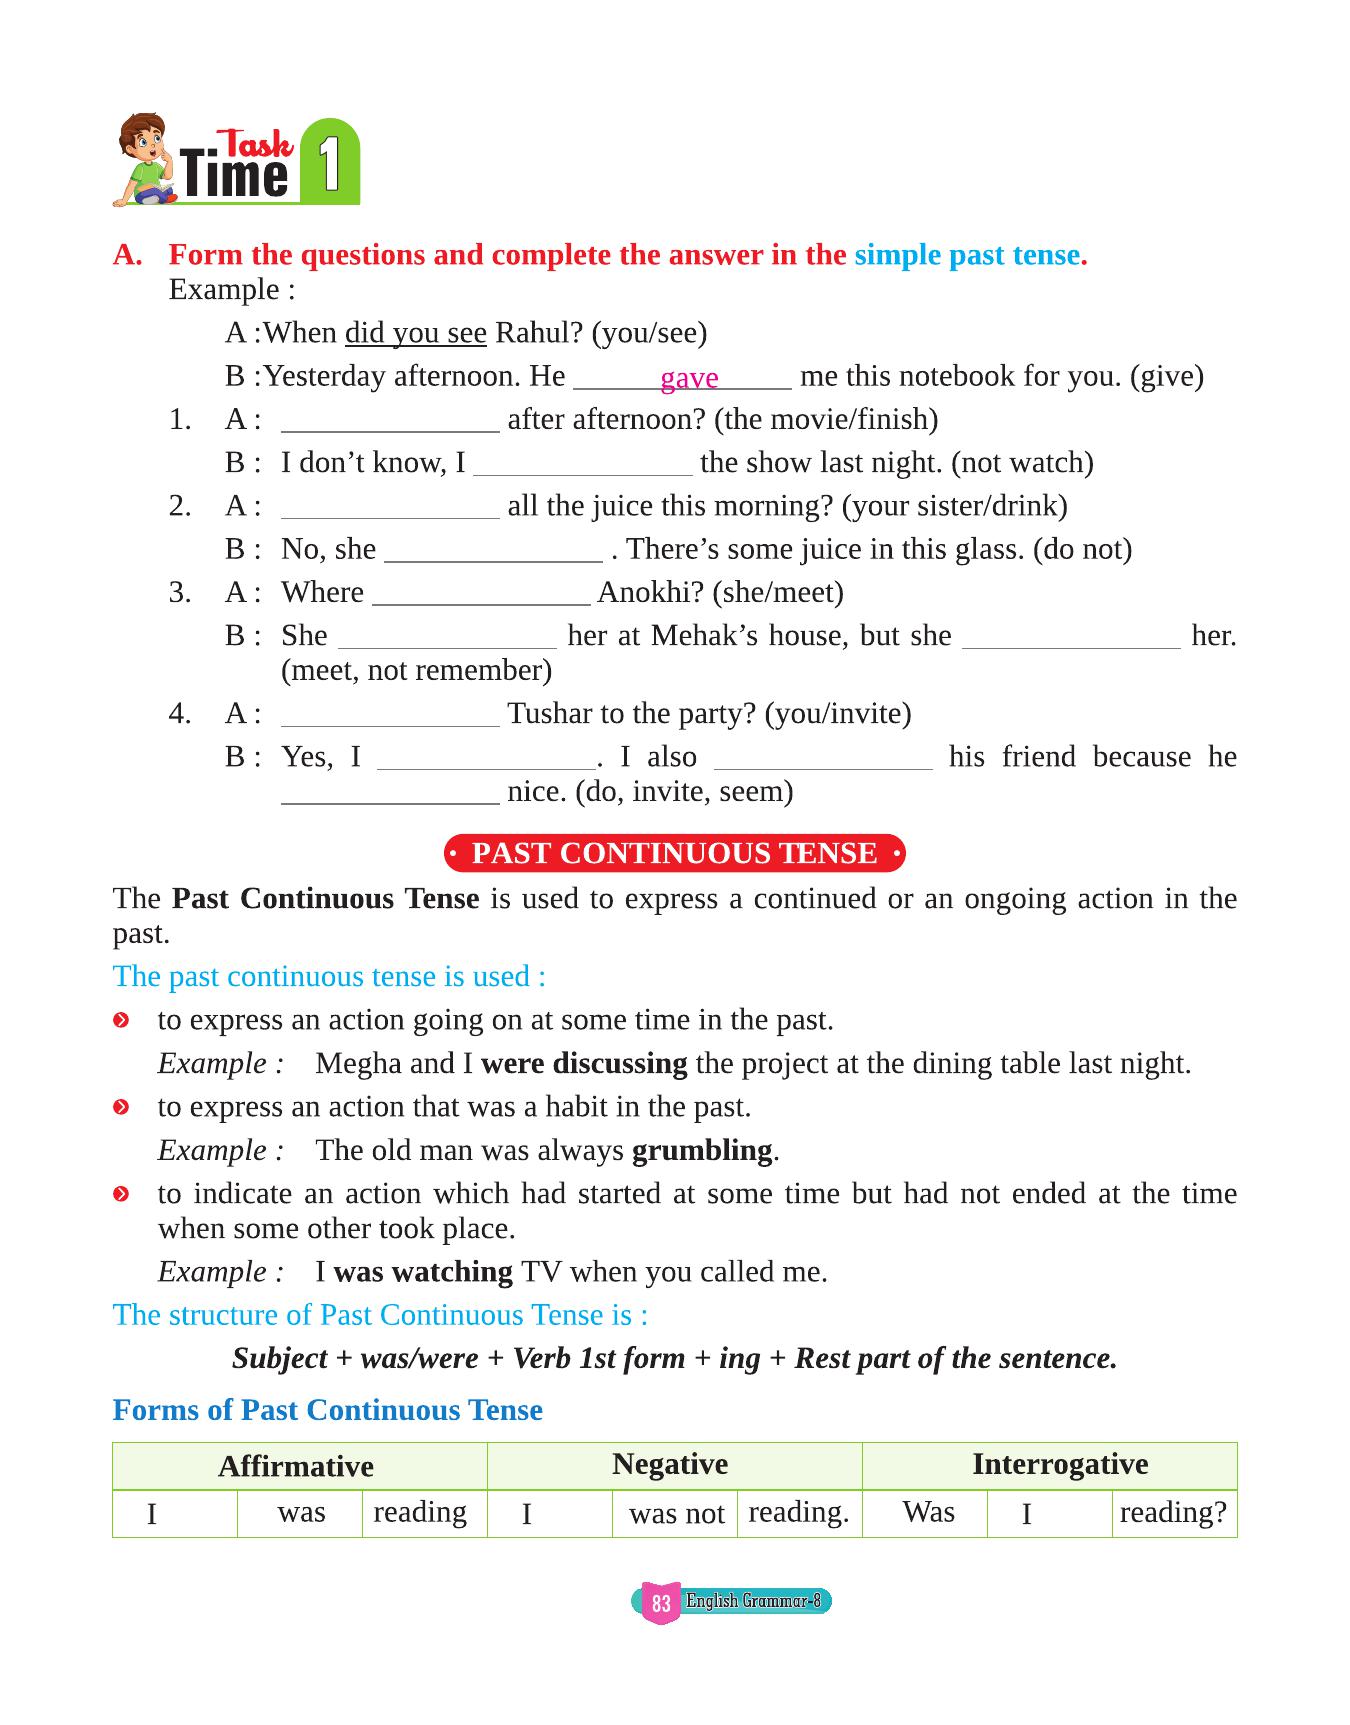 Task
Time 1
A. Form the questions and complete the answer in the simple past tense.
Example :
A :When did you see Rahul? (you/see)
B :Yesterday afternoon. He gave me this notebook for you. (give)
1. A : ______________ after afternoon? (the movie/finish)
B : I don’t know, I ______________ the show last night. (not watch)
2. A : ______________ all the juice this morning? (your sister/drink)
B : No, she ______________ . There’s some juice in this glass. (do not)
3. A : Where ______________ Anokhi? (she/meet)
B : She ______________ her at Mehak’s house, but she ______________ her.
(meet, not remember)
4. A : ______________ Tushar to the party? (you/invite)
B : Yes, I ______________. I also ______________ his friend because he
______________ nice. (do, invite, seem)
PAST CONTINUOUS TENSE
The Past Continuous Tense is used to express a continued or an ongoing action in the
past.
The past continuous tense is used :
to express an action going on at some time in the past.
Example : Megha and I were discussing the project at the dining table last night.
to express an action that was a habit in the past.
Example : The old man was always grumbling.
to indicate an action which had started at some time but had not ended at the time
when some other took place.
Example : I was watching TV when you called me.
The structure of Past Continuous Tense is :
Subject + was/were + Verb 1st form + ing + Rest part of the sentence.
Forms of Past Continuous Tense
Affirmative Negative Interrogative
I was reading I was not reading. Was I reading?
83 English Grammar-8